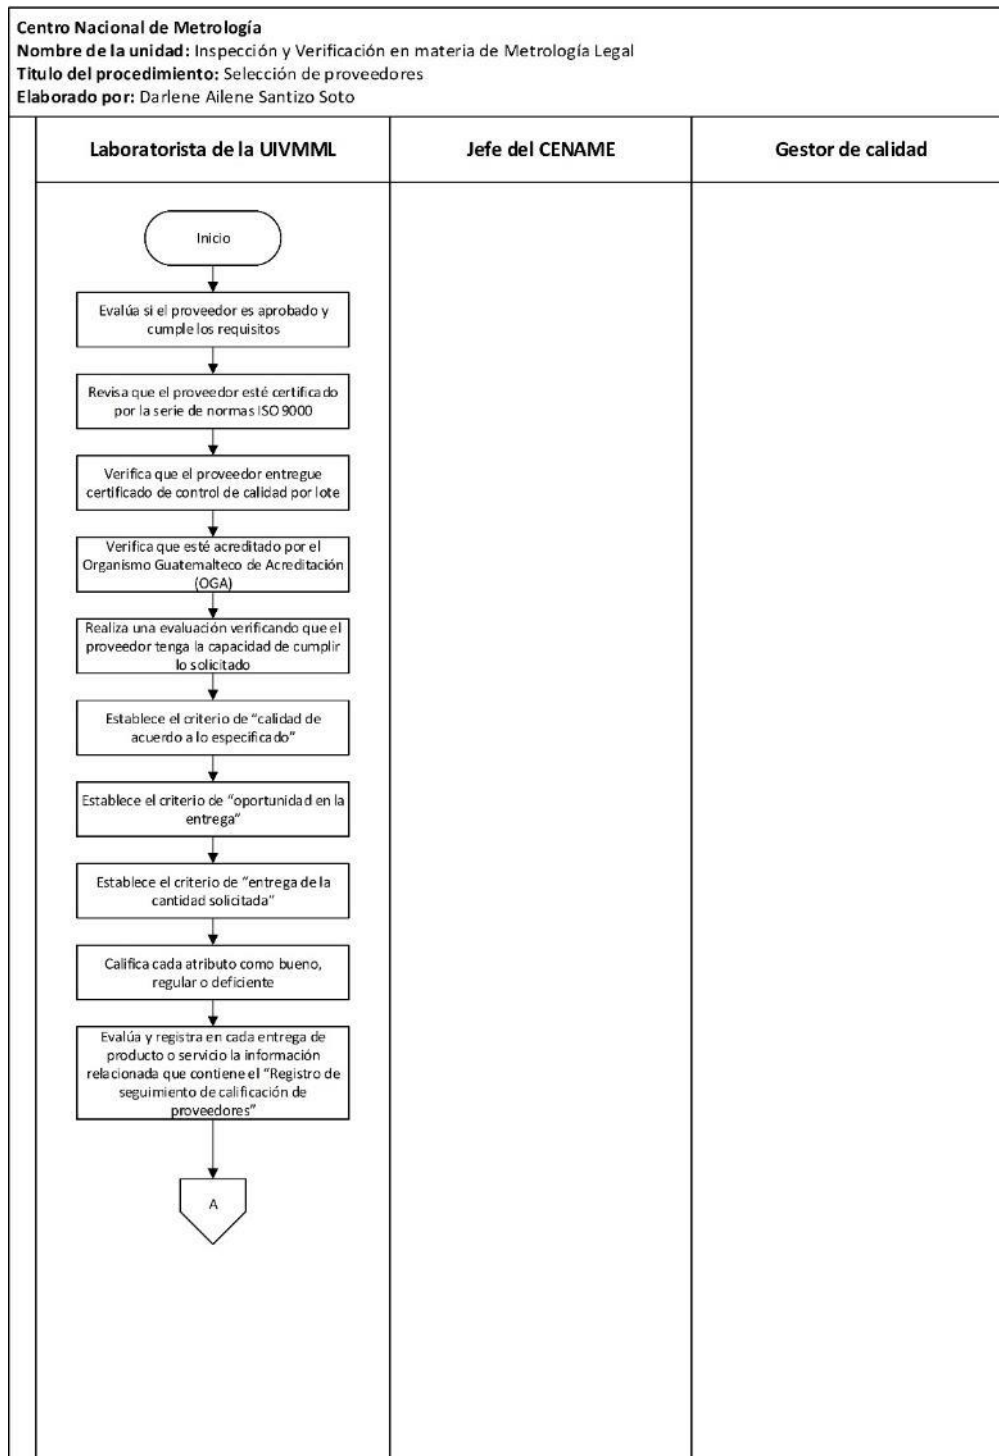 Centro Nacional de Metrología
Nombre de la unidad: Inspección y Verificación en materia de Metrología Legal
Titulo del procedimiento: Selección de proveedores
Elaborado por: Darlene Ailene Santizo Soto
Laboratorista de la UIVMML
Jefe del CENAME
Gestor de calidad
Inicio
Evalúa si el proveedor es aprobado y
cumple los requisitos
Revisa que el proveedor esté certificado
por la serie de normas ISO 9000
Verifica que el proveedor entregue
certificado de control de calidad por lote
Verifica que esté acreditado por el
Organismo Guatemalteco de Acreditación
(OGA)
Realiza una evaluación verificando que el
proveedor tenga la capacidad de cumplir
lo solicitado
Establece el criterio de “calidad de
acuerdo a lo especificado”
Establece el criterio de “oportunidad en la
entrega”
Establece el criterio de “entrega de la
cantidad solicitada”
Califica cada atributo como bueno,
regular o deficiente
Evalúa y registra en cada entrega de
producto o servicio la información
relacionada que contiene el “Registro de
seguimiento de calificación de
proveedores”
A